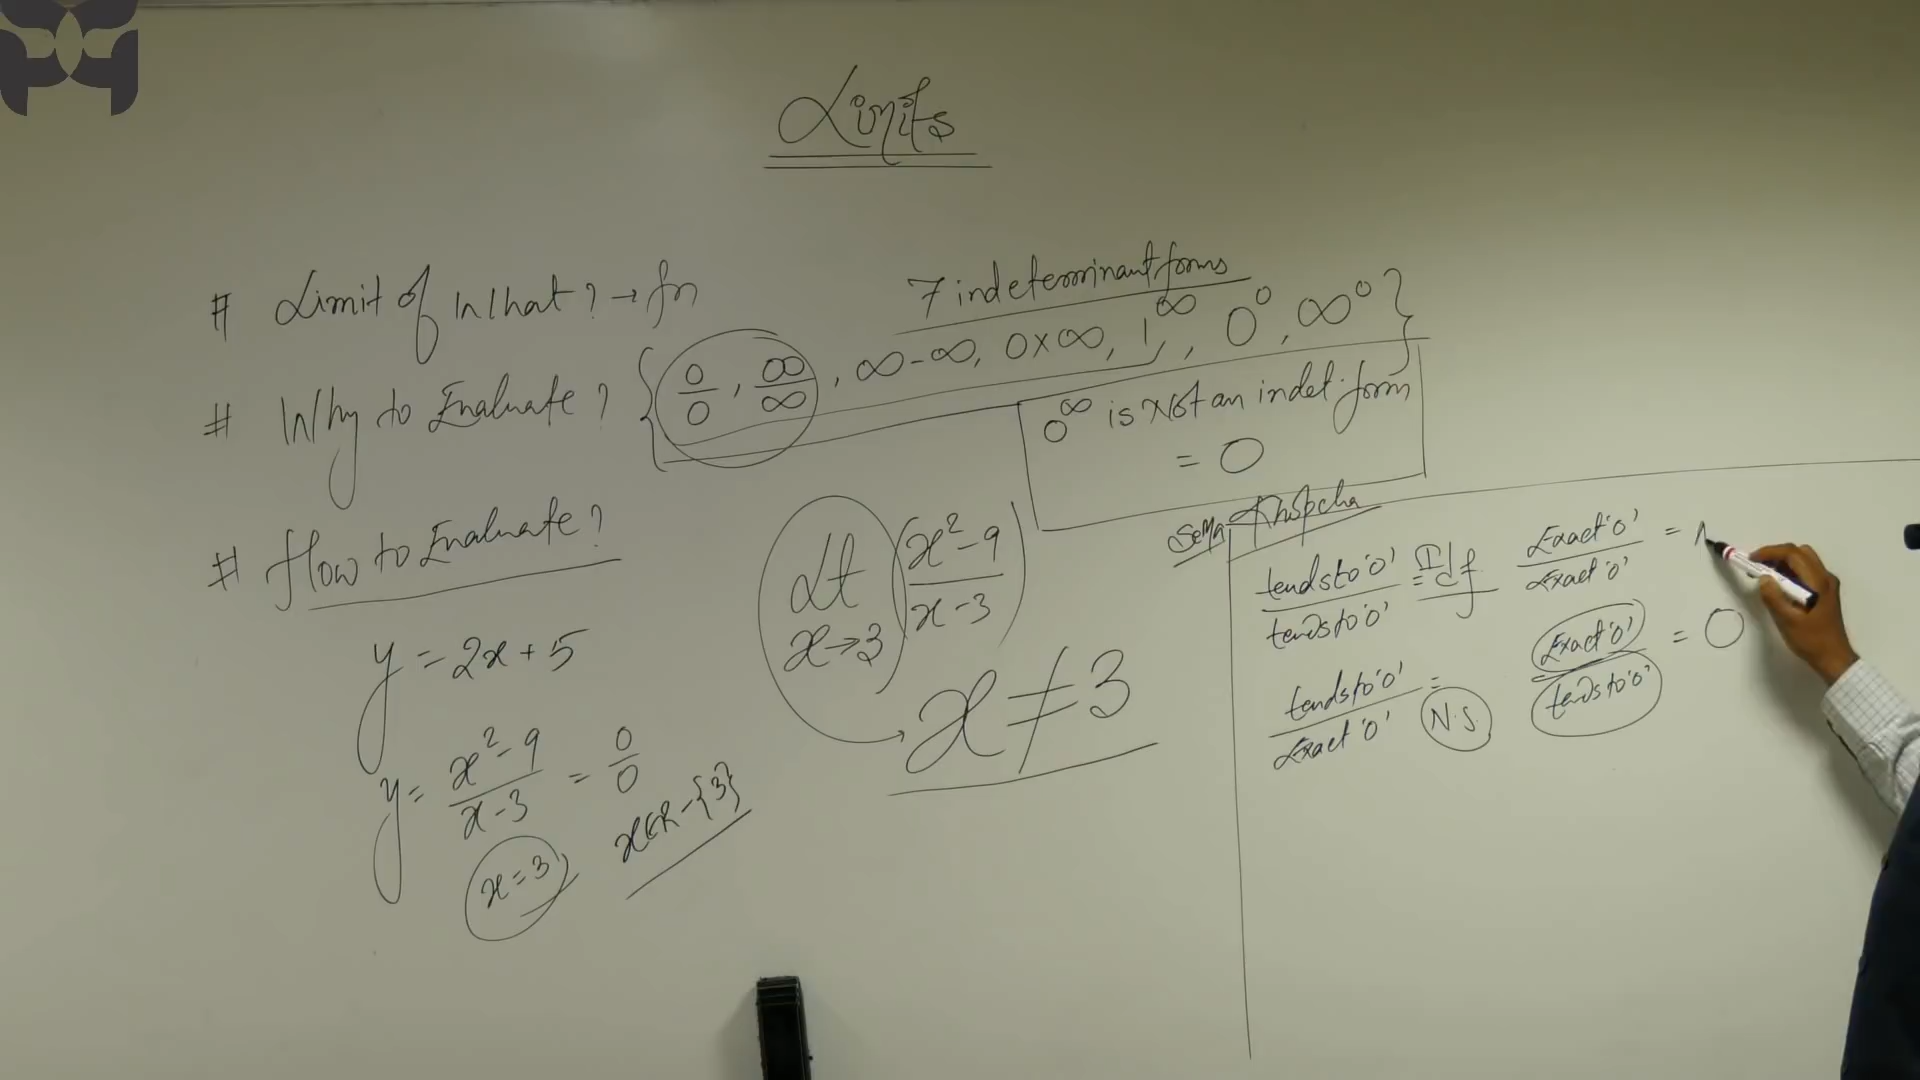 Limits
# Limit of What? → fn
7 indeterminant forms
# Why to Evaluate? { 0/0 , ∞/∞ , ∞-∞, 0×∞, 1^∞, 0^0, ∞^0 }
0^∞ is Not an indet. form
= 0
# How to Evaluate?
y = 2x + 5
y = x²-9 / x-3 = 0/0
x = 3, x∈R-{3}
Lt x→3 (x²-9 / x-3)
x ≠ 3
tends to '0' / tends to '0' = Idf
Exact '0' / Exact '0' =
tends to '0' / Exact '0' = N.S.
Exact '0' / tends to '0' = 0